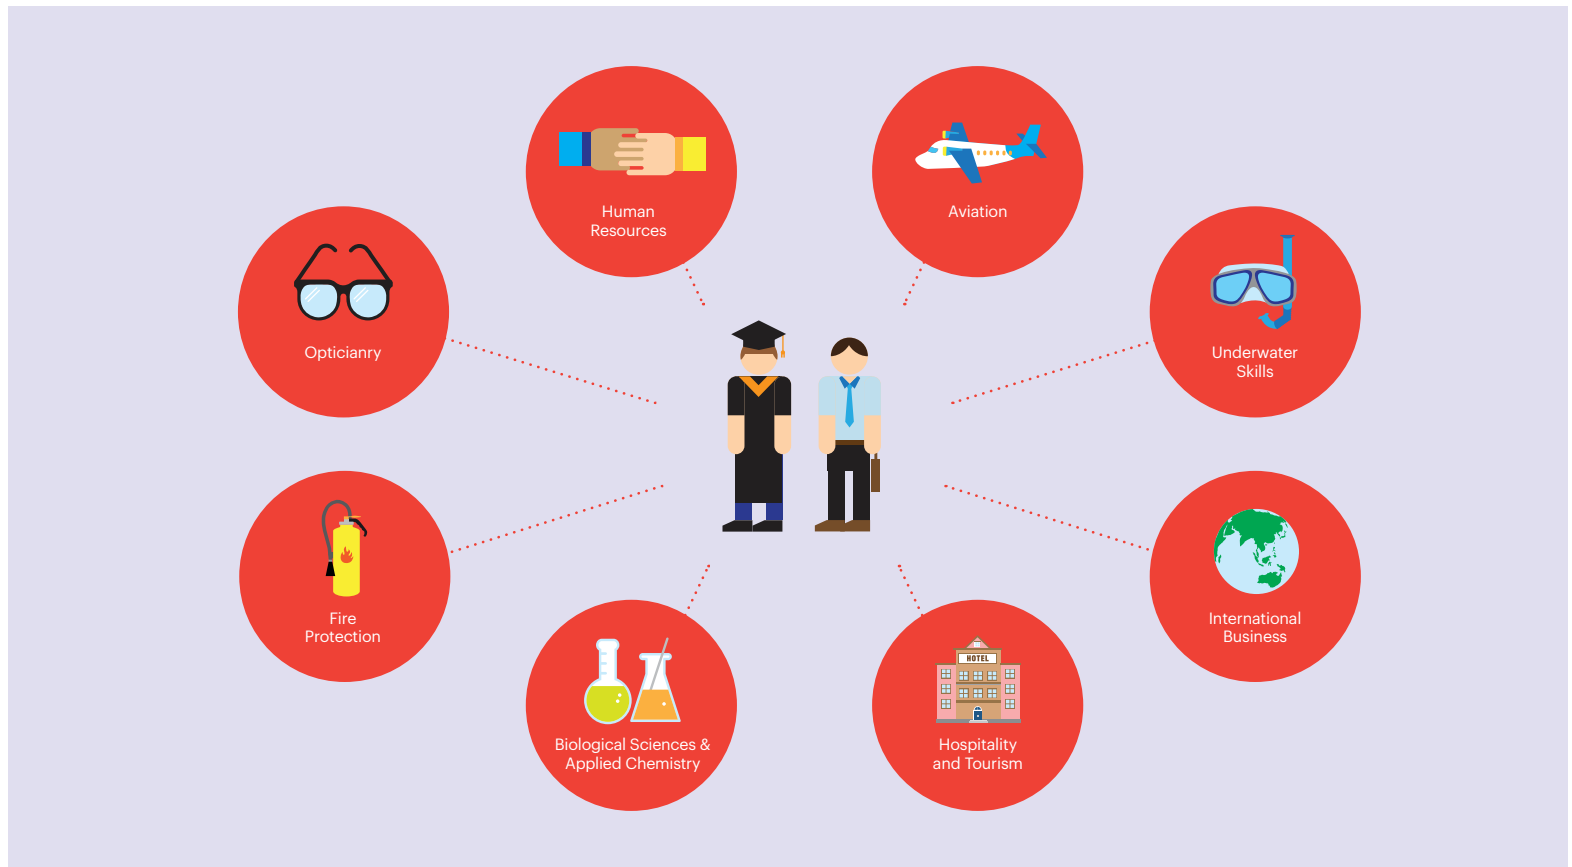 Human
Resources
Aviation
Opticianry
Underwater
Skills
Fire
Protection
International
Business
HOTEL
Biological Sciences &
Applied Chemistry
Hospitality
and Tourism